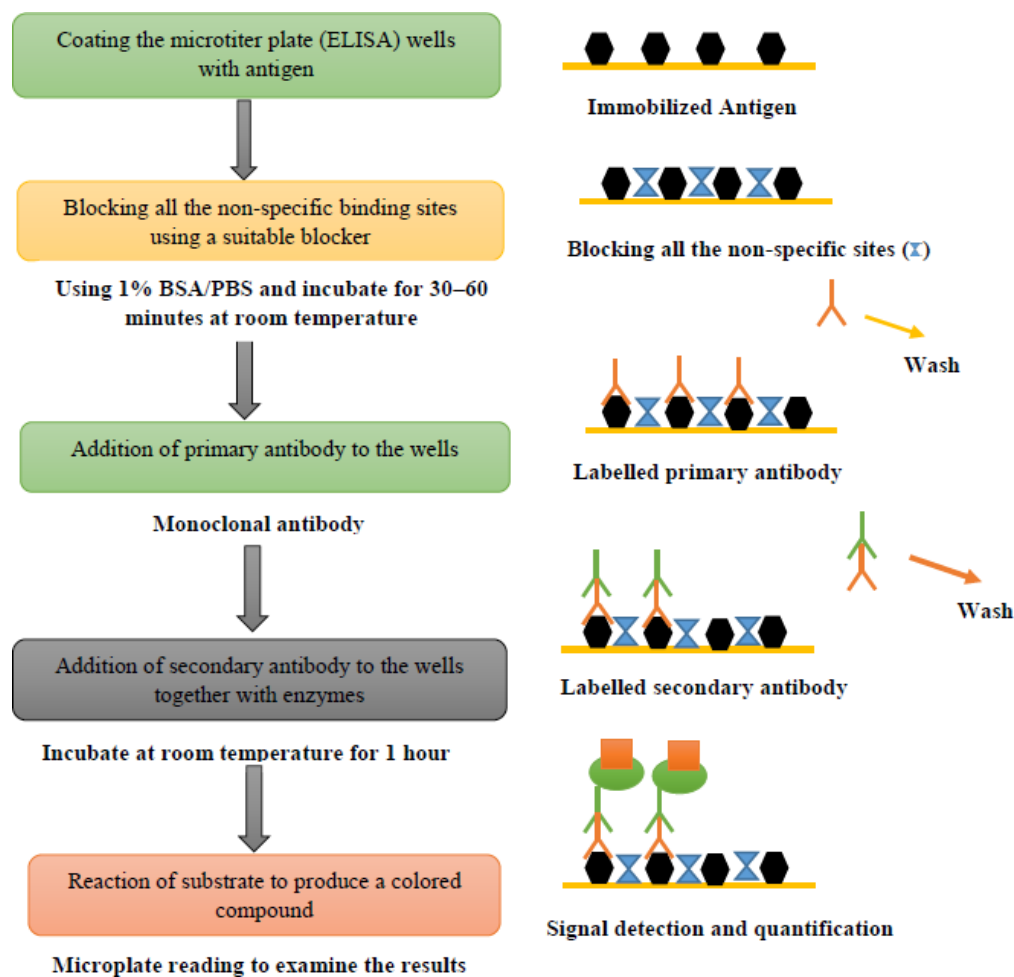 Coating the microtiter plate (ELISA) wells
with antigen
Immobilized Antigen
Blocking all the non-specific binding sites
using a suitable blocker
Blocking all the non-specific sites ( )
Using 1% BSA/PBS and incubate for 30–60
minutes at room temperature
Wash
Addition of primary antibody to the wells
Labelled primary antibody
Monoclonal antibody
Wash
Addition of secondary antibody to the wells
together with enzymes
Labelled secondary antibody
Incubate at room temperature for 1 hour
Reaction of substrate to produce a colored
compound
Signal detection and quantification
Microplate reading to examine the results